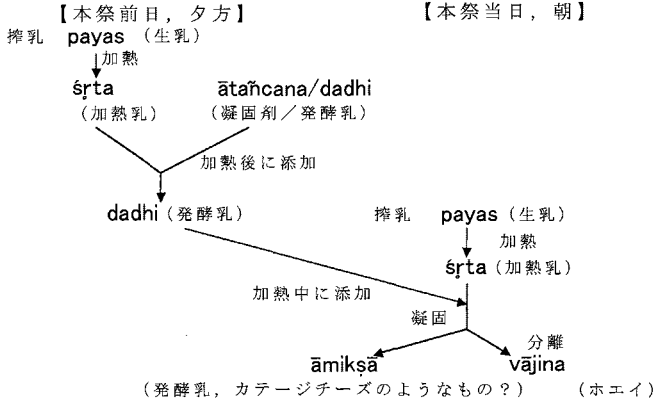 【本祭前日，夕方】 【本祭当日，朝】
搾乳 payas （生乳）
加熱
śṛta ātañcana/dadhi
（加熱乳） （凝固剤／発酵乳）
加熱後に添加
dadhi（発酵乳） 搾乳 payas（生乳）
加熱
śṛta（加熱乳）
加熱中に添加
凝固
分離
āmikṣā vājina
（発酵乳，カテージチーズのようなもの？） （ホエイ）